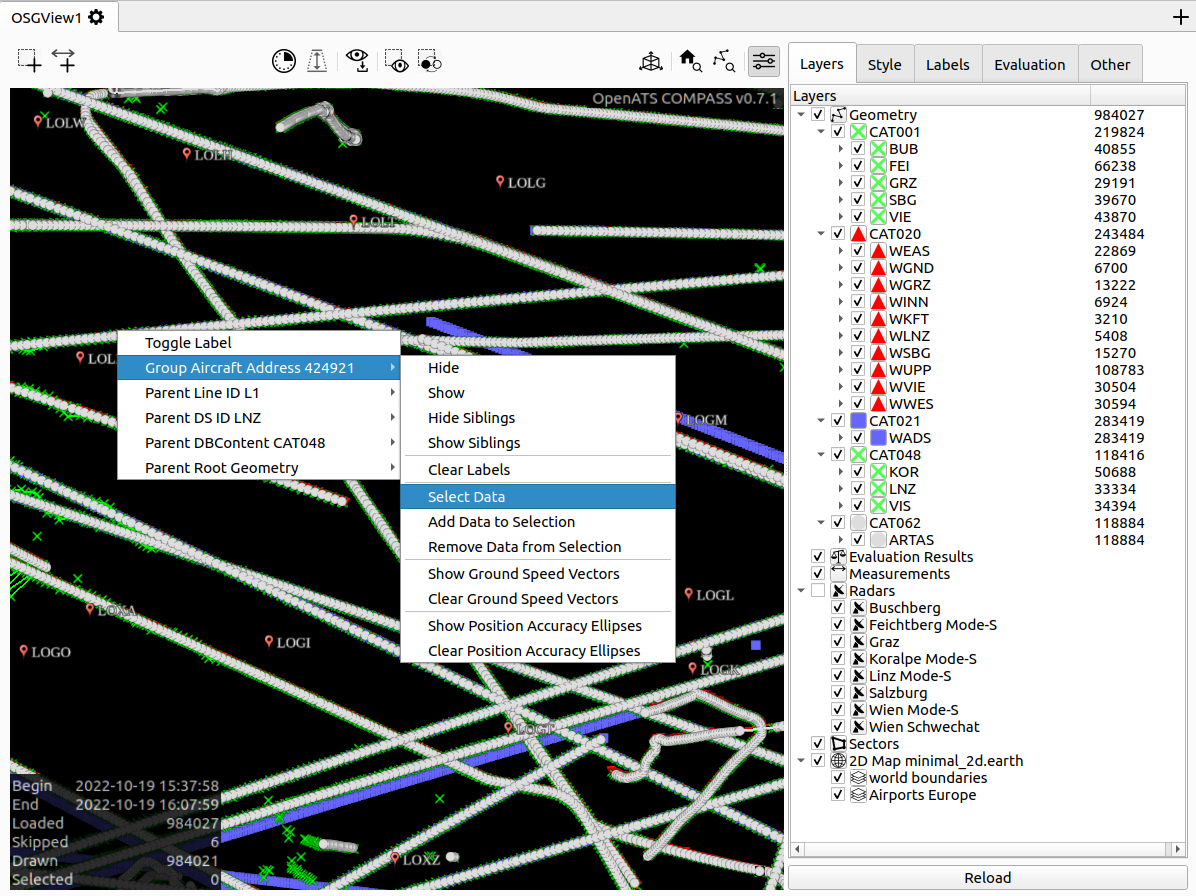 OSGView1
Layers
Style
Labels
Evaluation
Other
OpenATS COMPASS v0.7.1
LOLW
LOLG
LOLT
LOGM
LOXA
LOGO
LOGI
LOGL
LOGK
LOGT
LOXZ
Toggle Label
Group Aircraft Address 424921
Parent Line ID L1
Parent DS ID LNZ
Parent DBContent CAT048
Parent Root Geometry
Hide
Show
Hide Siblings
Show Siblings
Clear Labels
Select Data
Add Data to Selection
Remove Data from Selection
Show Ground Speed Vectors
Clear Ground Speed Vectors
Show Position Accuracy Ellipses
Clear Position Accuracy Ellipses
Begin 2022-10-19 15:37:58
End 2022-10-19 16:07:59
Loaded 984027
Skipped 6
Drawn 984021
Selected 0
Layers
Geometry 984027
CAT001 219824
BUB 40855
FEI 66238
GRZ 29191
SBG 39670
VIE 43870
CAT020 243484
WEAS 22869
WGND 6700
WGRZ 13222
WINN 6924
WKFT 3210
WLNZ 5408
WSBG 15270
WUPP 108783
WVIE 30504
WWES 30594
CAT021 283419
WADS 283419
CAT048 118416
KOR 50688
LNZ 33334
VIS 34394
CAT062 118884
ARTAS 118884
Evaluation Results
Measurements
Radars
Buschberg
Feichtberg Mode-S
Graz
Koralpe Mode-S
Linz Mode-S
Salzburg
Wien Mode-S
Wien Schwechat
Sectors
2D Map minimal_2d.earth
world boundaries
Airports Europe
Reload